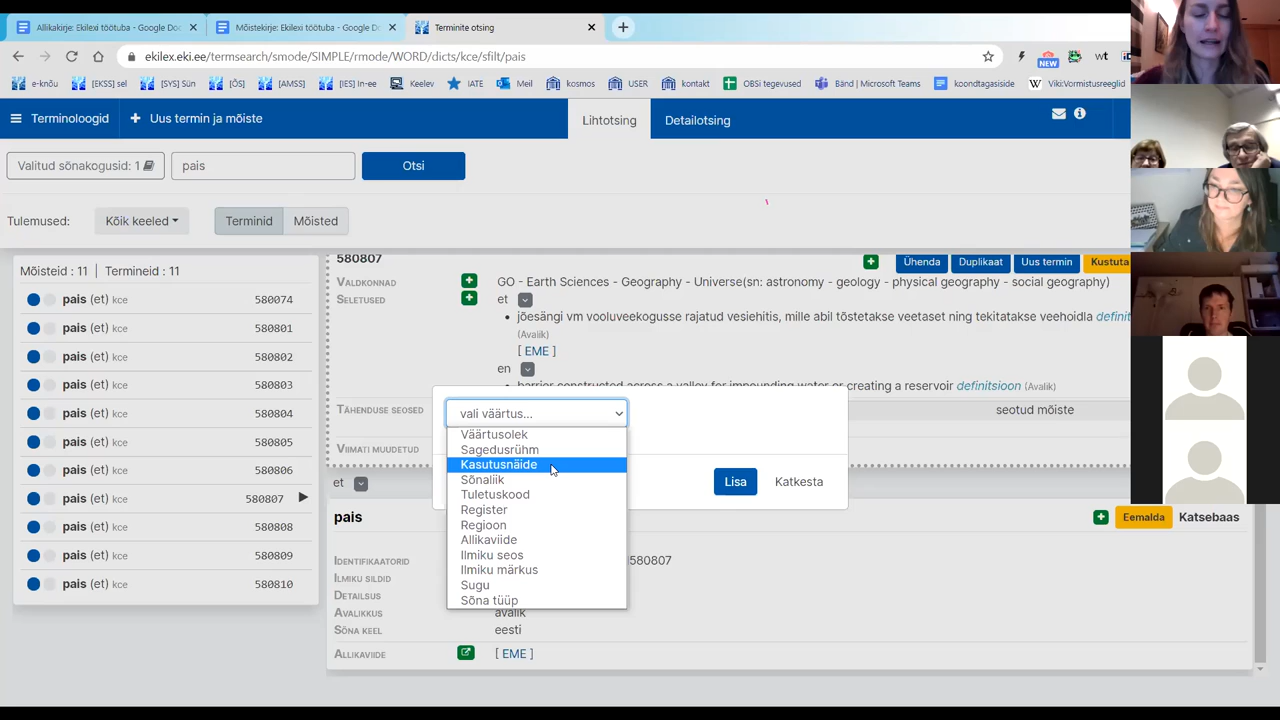 Allikakirje: Ekilexi töötuba - Google Do
Mõistekirje: Ekilexi töötuba - Google D
Terminite otsing
ekilex.eki.ee/termsearch/smode/SIMPLE/rmode/WORD/dicts/kce/sfilt/pais
NEW
wt
e-knõu
[EKSS] sel
[SY] Sün
[ÕS]
[AMSS]
[IES] In-ee
Keelev.
IATE
Meil
kosmos
USER
kontakt
OBSi tegevused
Bänd | Microsoft Teams
koondtagasiside
Viki:Vormistusreeglid
Terminoloogid
Uus termin ja mõiste
Lihtotsing
Detailotsing
Valitud sõnakogusid: 1
pais
Otsi
Tulemused:
Kõik keeled
Terminid
Mõisted
Mõisteid : 11 | Termineid : 11
pais (et) kce 580074
pais (et) kce 580801
pais (et) kce 580802
pais (et) kce 580803
pais (et) kce 580804
pais (et) kce 580805
pais (et) kce 580806
pais (et) kce 580807
pais (et) kce 580808
pais (et) kce 580809
pais (et) kce 580810
580807
Ühenda
Duplikaat
Uus termin
Kustuta
VALDKONNAD
GO - Earth Sciences - Geography - Universe(sn: astronomy - geology - physical geography - social geography)
SELETUSED
et
jõesängi vm vooluveekogusse rajatud vesiehitis, mille abil tõstetakse veetaset ning tekitatakse veehoidla definit
(Avalik)
[ EME ]
en
barrier constructed across a valley for impounding water or creating a reservoir definitsioon (Avalik)
TÄHENDUSE SEOSED
seotud mõiste
VIIMATI MUUDETUD
vali väärtus...
Väärtusolek
Sagedusrühm
Kasutusnäide
Sõnaliik
Tuletuskood
Register
Regioon
Allikaviide
Ilmiku seos
Ilmiku märkus
Sugu
Sõna tüüp
Lisa
Katkesta
et
pais
Eemalda
Katsebaas
IDENTIFIKAATORID
580807
ILMIKU SILDID
DETAILSUS
AVALIKKUS
avalik
SÕNA KEEL
eesti
ALLIKAVIIDE
[ EME ]